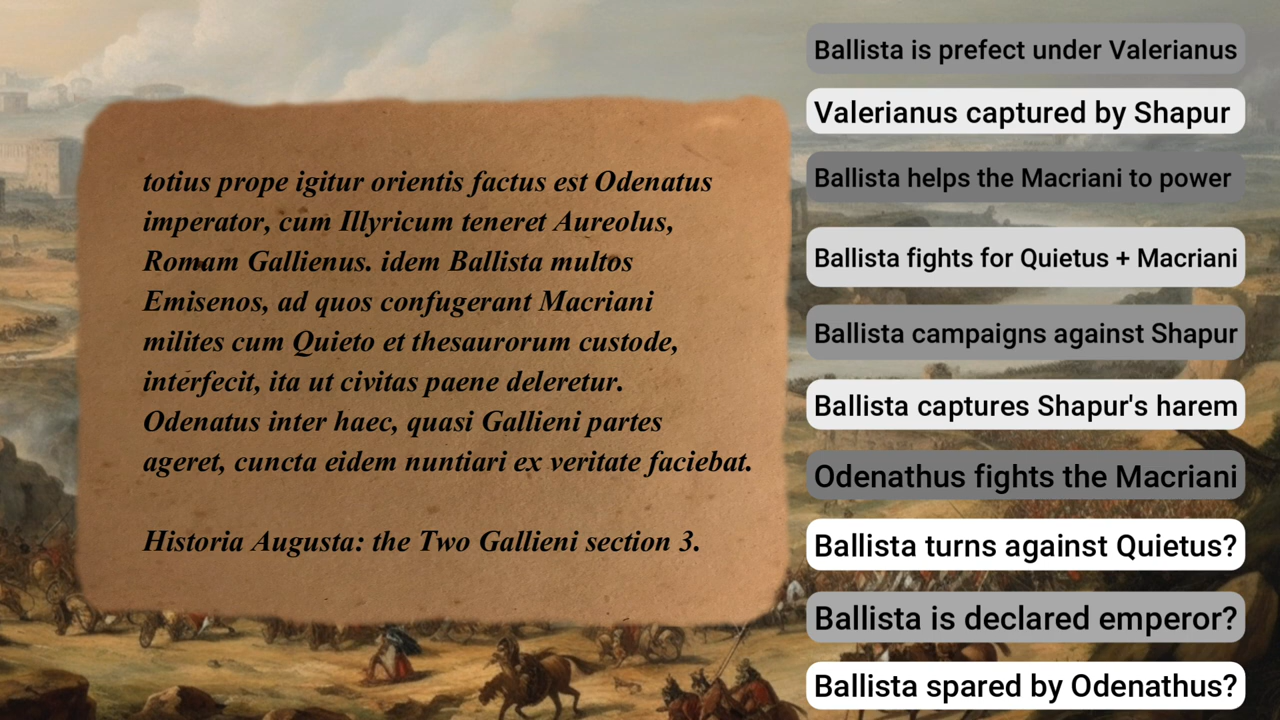 totius prope igitur orientis factus est Odenatus
imperator, cum Illyricum teneret Aureolus,
Romam Gallienus. idem Ballista multos
Emisenos, ad quos confugerant Macriani
milites cum Quieto et thesaurorum custode,
interfecit, ita ut civitas paene deleretur.
Odenatus inter haec, quasi Gallieni partes
ageret, cuncta eidem nuntiari ex veritate faciebat.
Historia Augusta: the Two Gallieni section 3.
Ballista is prefect under Valerianus
Valerianus captured by Shapur
Ballista helps the Macriani to power
Ballista fights for Quietus + Macriani
Ballista campaigns against Shapur
Ballista captures Shapur's harem
Odenathus fights the Macriani
Ballista turns against Quietus?
Ballista is declared emperor?
Ballista spared by Odenathus?